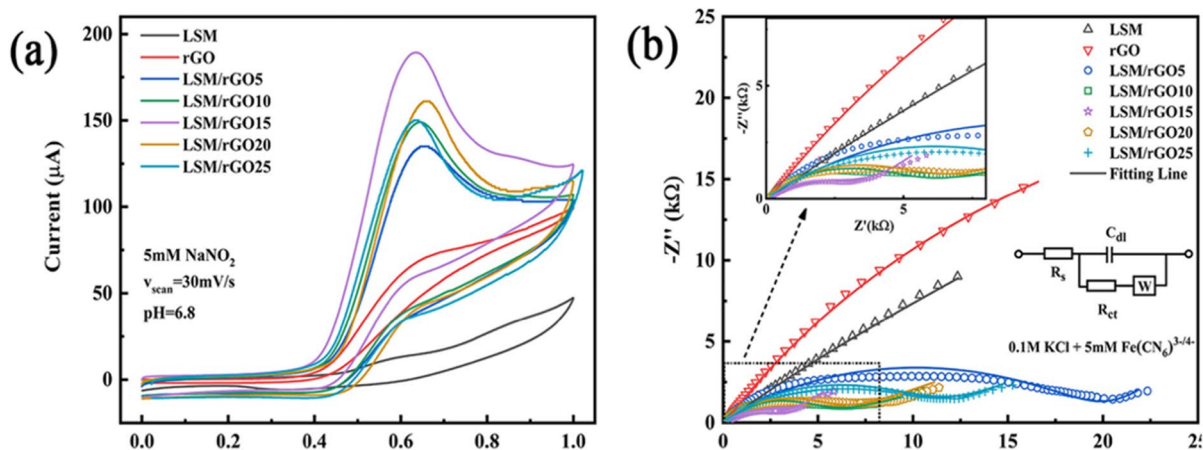 (a)
200
150
100
50
0
Current (μA)
LSM
rGO
LSM/rGO5
LSM/rGO10
LSM/rGO15
LSM/rGO20
LSM/rGO25
5mM NaNO2
vscan=30mV/s
pH=6.8
0.0 0.2 0.4 0.6 0.8 1.0
(b)
25
20
15
10
5
0
-Z'' (kΩ)
-Z''(kΩ)
5
0
0 5
Z'(kΩ)
LSM
rGO
LSM/rGO5
LSM/rGO10
LSM/rGO15
LSM/rGO20
LSM/rGO25
Fitting Line
Cdl
Rs
W
Rct
0.1M KCl + 5mM Fe(CN6)3-/4-
0 5 10 15 20 25